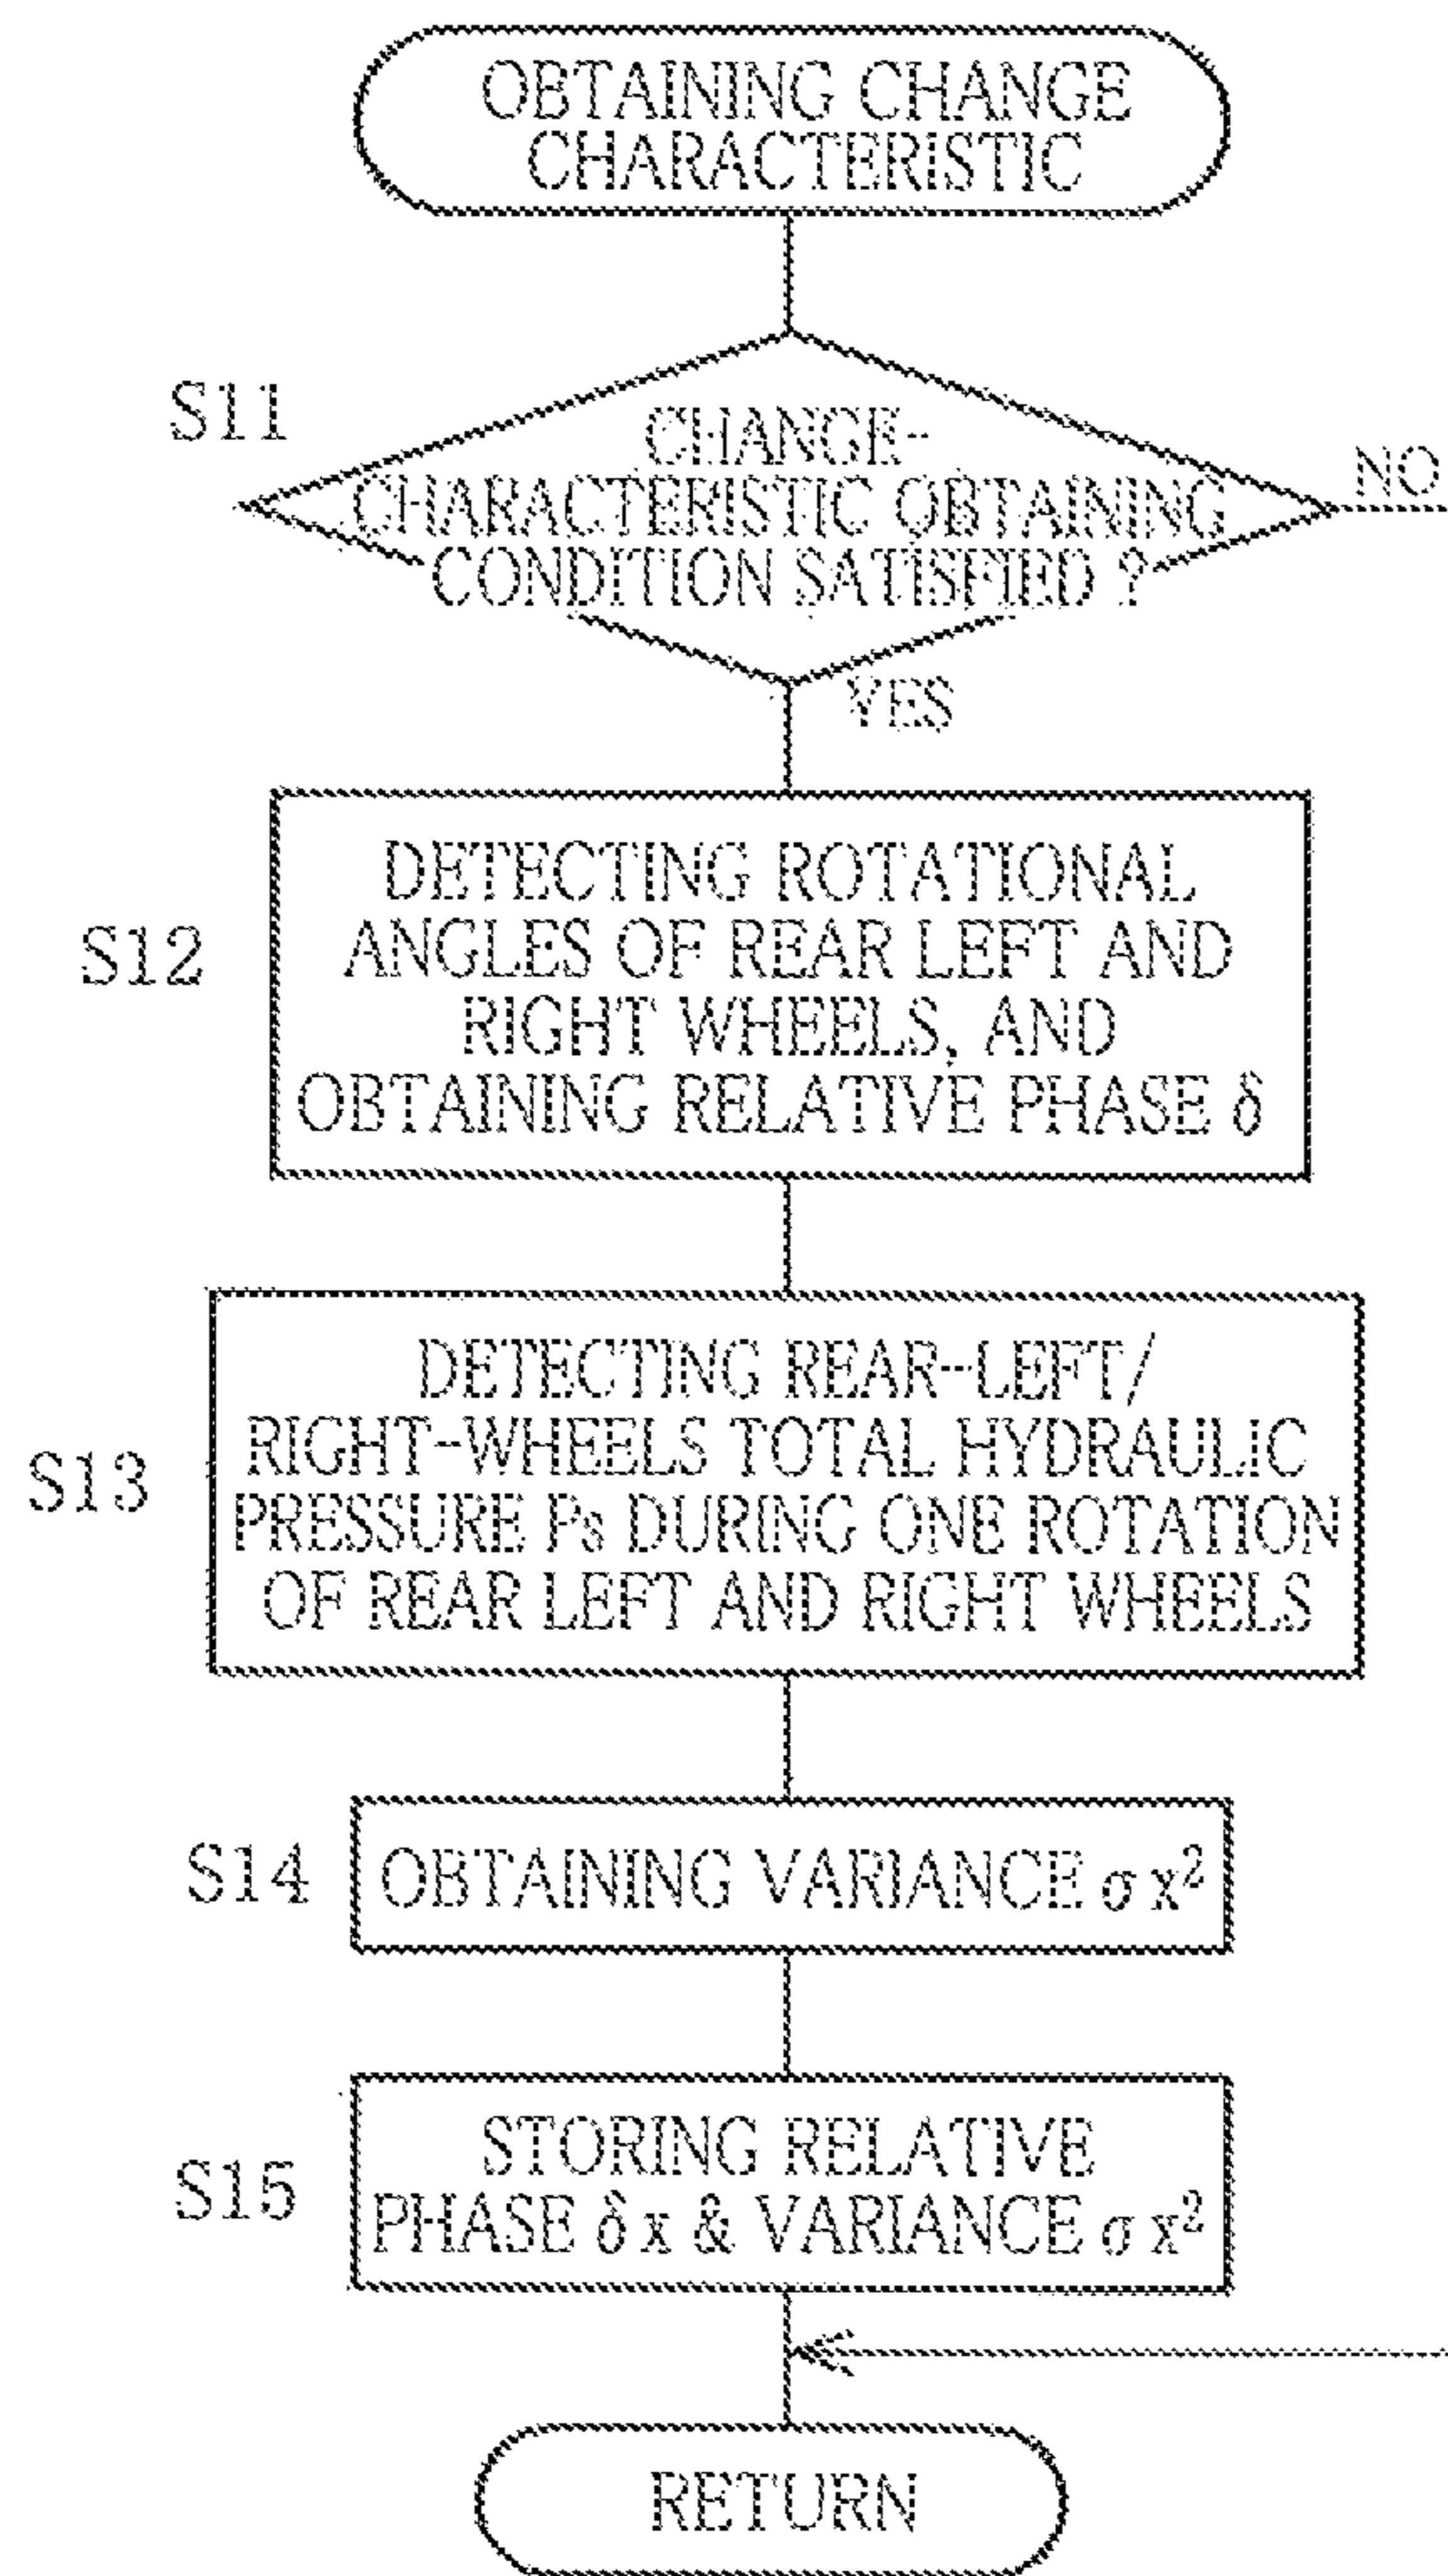 OBTAINING CHANGE
CHARACTERISTIC
S11
CHANGE-
CHARACTERISTIC OBTAINING
CONDITION SATISFIED ?
NO
YES
S12
DETECTING ROTATIONAL
ANGLES OF REAR LEFT AND
RIGHT WHEELS, AND
OBTAINING RELATIVE PHASE δ
S13
DETECTING REAR-LEFT/
RIGHT-WHEELS TOTAL HYDRAULIC
PRESSURE Ps DURING ONE ROTATION
OF REAR LEFT AND RIGHT WHEELS
S14
OBTAINING VARIANCE σx²
S15
STORING RELATIVE
PHASE δx & VARIANCE σx²
RETURN